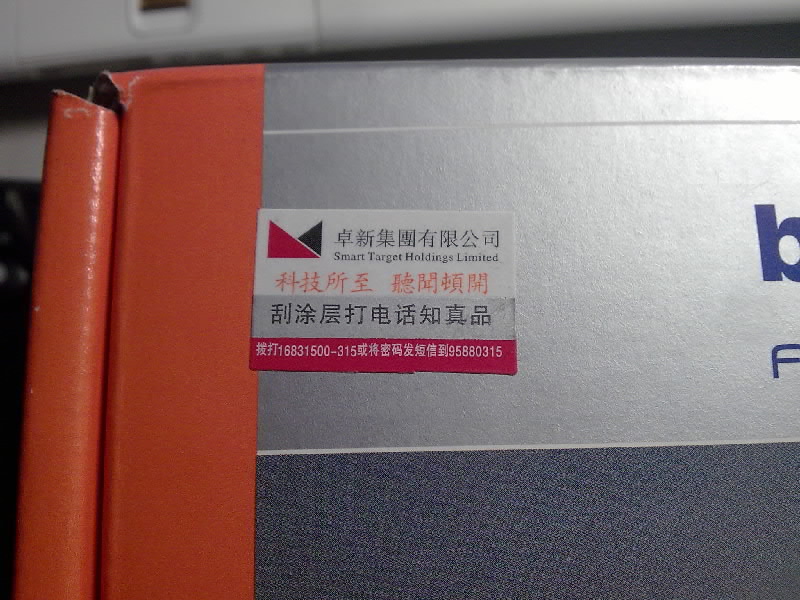 卓新集團有限公司
Smart Target Holdings Limited
科技所至 聽聞頓開
刮涂层打电话知真品
拨打16831500-315或将密码发短信到95880315
b
F